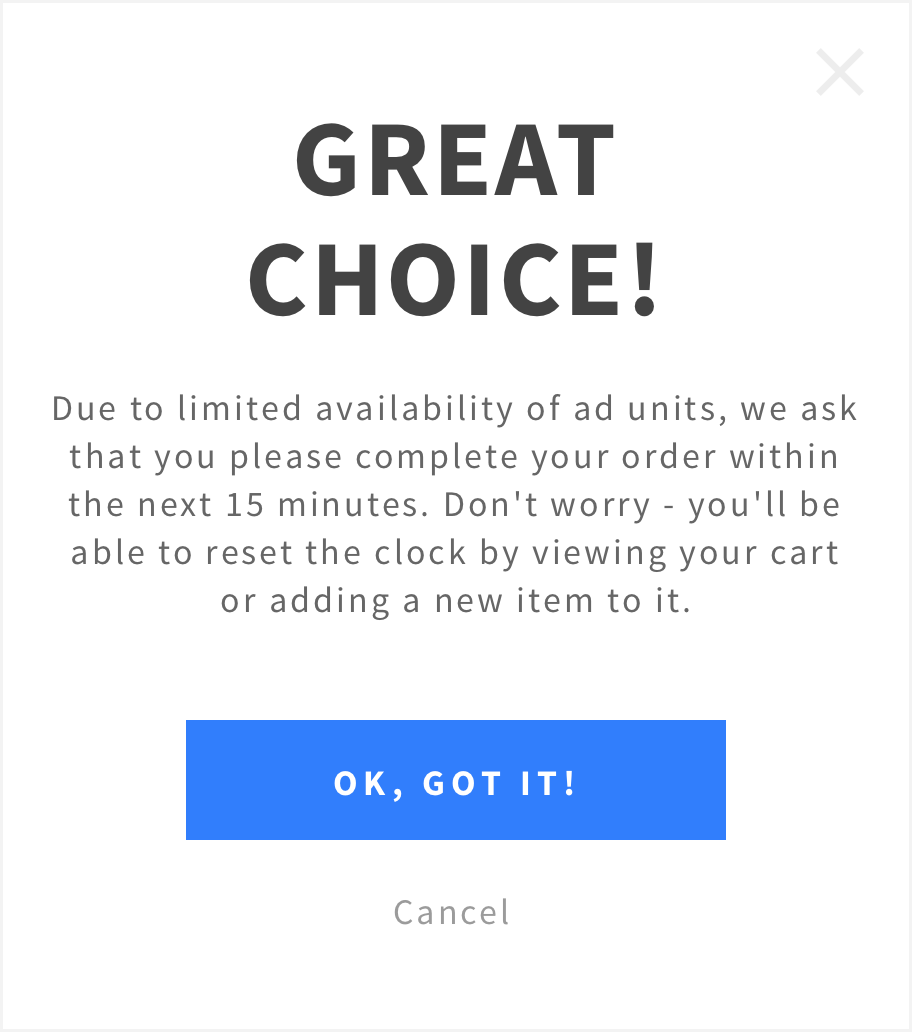 GREAT
CHOICE!
Due to limited availability of ad units, we ask
that you please complete your order within
the next 15 minutes. Don't worry - you'll be
able to reset the clock by viewing your cart
or adding a new item to it.
OK, GOT IT!
Cancel